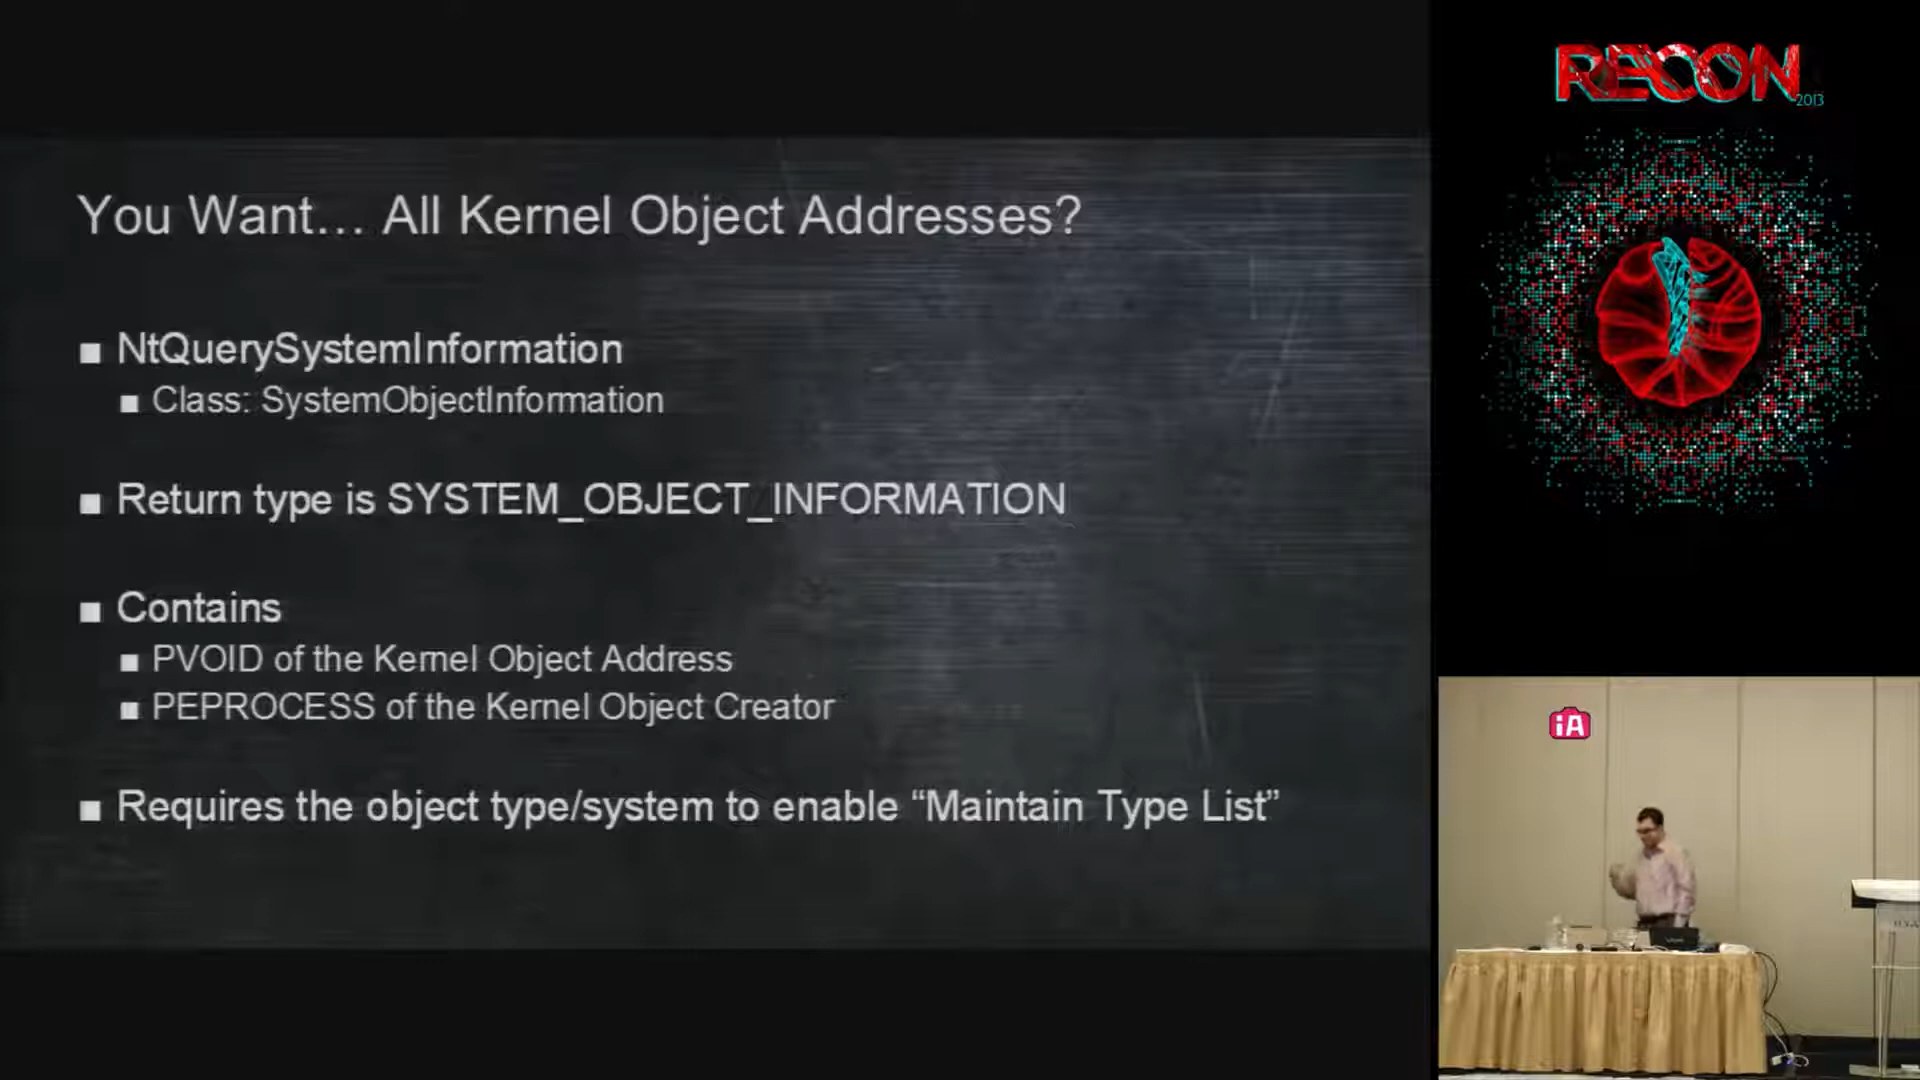 You Want… All Kernel Object Addresses?
■ NtQuerySystemInformation
■ Class: SystemObjectInformation
■ Return type is SYSTEM_OBJECT_INFORMATION
■ Contains
■ PVOID of the Kernel Object Address
■ PEPROCESS of the Kernel Object Creator
■ Requires the object type/system to enable “Maintain Type List”
RECON
2013
iA